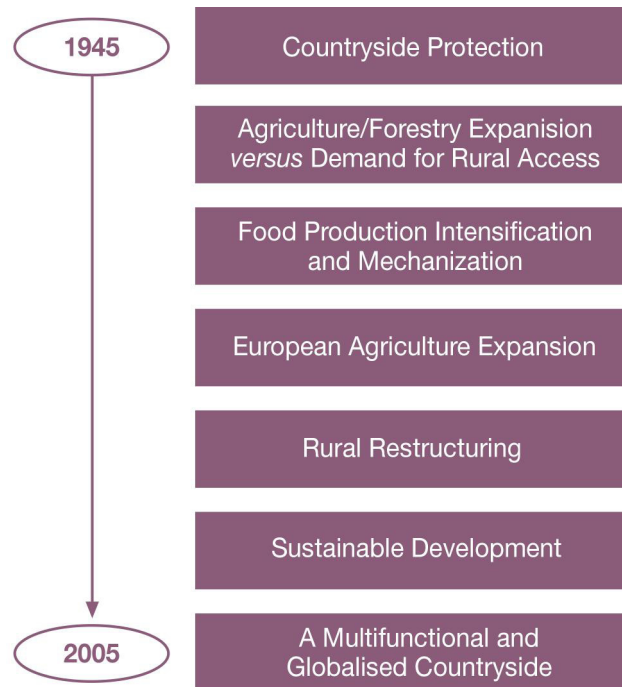 1945
Countryside Protection
Agriculture/Forestry Expanision
versus Demand for Rural Access
Food Production Intensification
and Mechanization
European Agriculture Expansion
Rural Restructuring
Sustainable Development
2005
A Multifunctional and
Globalised Countryside